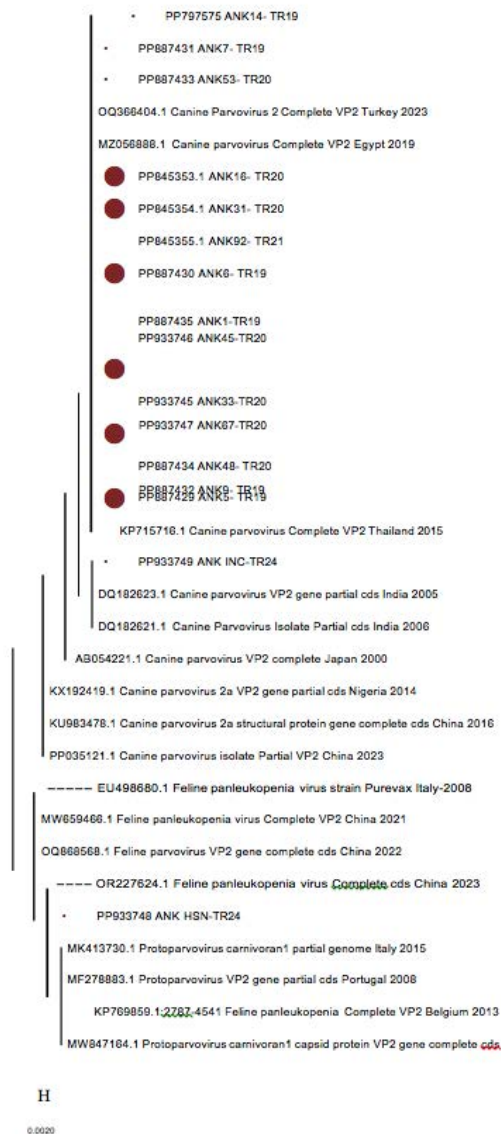 PP797575 ANK14- TR19
PP887431 ANK7- TR19
PP887433 ANK53- TR20
OQ366404.1 Canine Parvovirus 2 Complete VP2 Turkey 2023
MZ056888.1 Canine parvovirus Complete VP2 Egypt 2019
PP845353.1 ANK16- TR20
PP845354.1 ANK31- TR20
PP845355.1 ANK92- TR21
PP887430 ANK6- TR19
PP887435 ANK1-TR19
PP933746 ANK45-TR20
PP933745 ANK33-TR20
PP933747 ANK67-TR20
PP887434 ANK48- TR20
PP887432 ANK9- TR19
PP887429 ANK5- TR19
KP715716.1 Canine parvovirus Complete VP2 Thailand 2015
PP933749 ANK INC-TR24
DQ182623.1 Canine parvovirus VP2 gene partial cds India 2005
DQ182621.1 Canine Parvovirus Isolate Partial cds India 2006
AB054221.1 Canine parvovirus VP2 complete Japan 2000
KX192419.1 Canine parvovirus 2a VP2 gene partial cds Nigeria 2014
KU983478.1 Canine parvovirus 2a structural protein gene complete cds China 2016
PP035121.1 Canine parvovirus isolate Partial VP2 China 2023
EU498680.1 Feline panleukopenia virus strain Purevax Italy-2008
MW659466.1 Feline panleukopenia virus Complete VP2 China 2021
OQ868568.1 Feline parvovirus VP2 gene complete cds China 2022
OR227624.1 Feline panleukopenia virus Complete cds China 2023
PP933748 ANK HSN-TR24
MK413730.1 Protoparvovirus carnivoran1 partial genome Italy 2015
MF278883.1 Protoparvovirus VP2 gene partial cds Portugal 2008
KP769859.1:2787-4541 Feline panleukopenia Complete VP2 Belgium 2013
MW847164.1 Protoparvovirus carnivoran1 capsid protein VP2 gene complete cds
H
0.0020